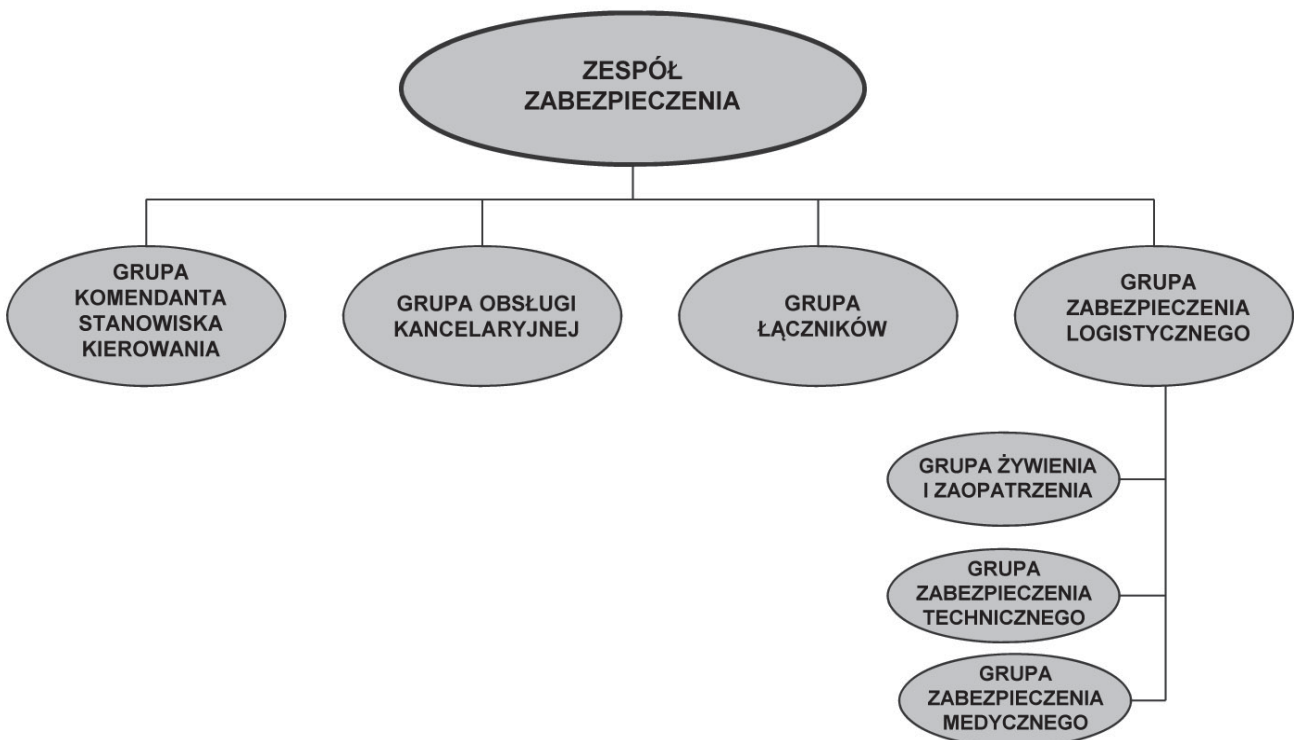 ZESPÓŁ
ZABEZPIECZENIA
GRUPA
KOMENDANTA
STANOWISKA
KIEROWANIA
GRUPA OBSŁUGI
KANCELARYJNEJ
GRUPA
ŁĄCZNIKÓW
GRUPA
ZABEZPIECZENIA
LOGISTYCZNEGO
GRUPA ŻYWIENIA
I ZAOPATRZENIA
GRUPA
ZABEZPIECZENIA
TECHNICZNEGO
GRUPA
ZABEZPIECZENIA
MEDYCZNEGO